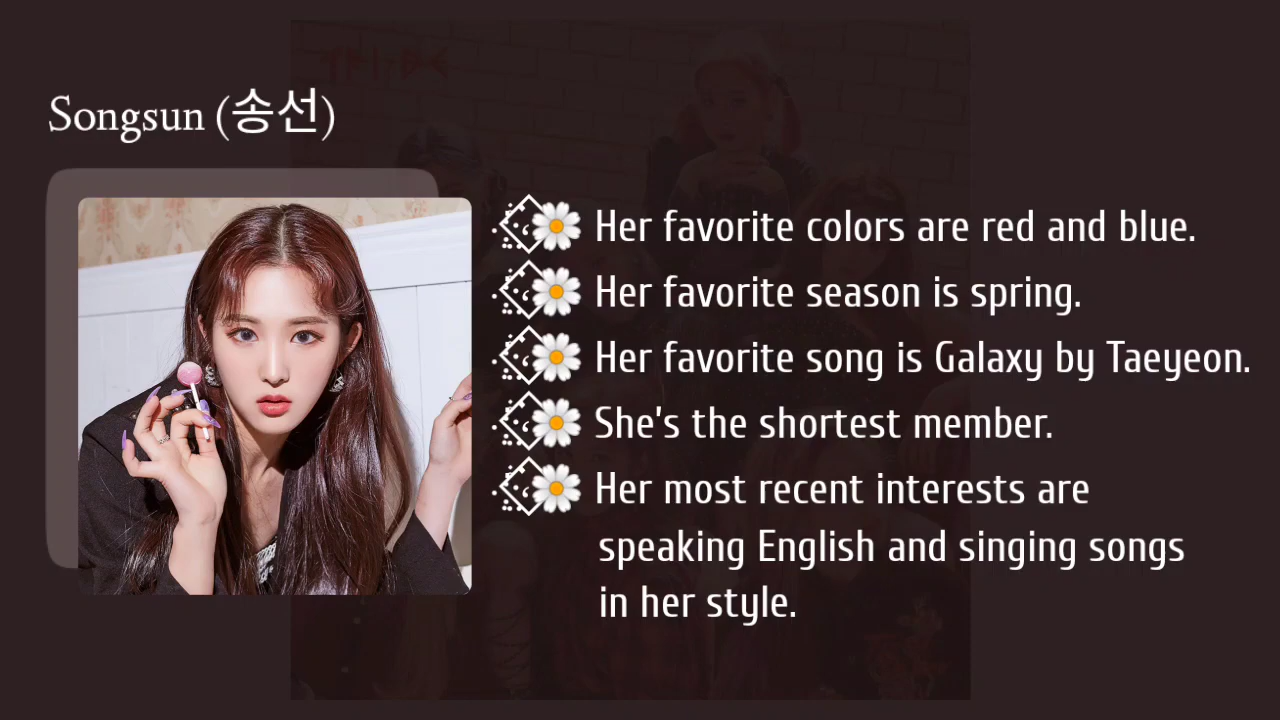 Songsun (송선)
Her favorite colors are red and blue.
Her favorite season is spring.
Her favorite song is Galaxy by Taeyeon.
She's the shortest member.
Her most recent interests are
speaking English and singing songs
in her style.